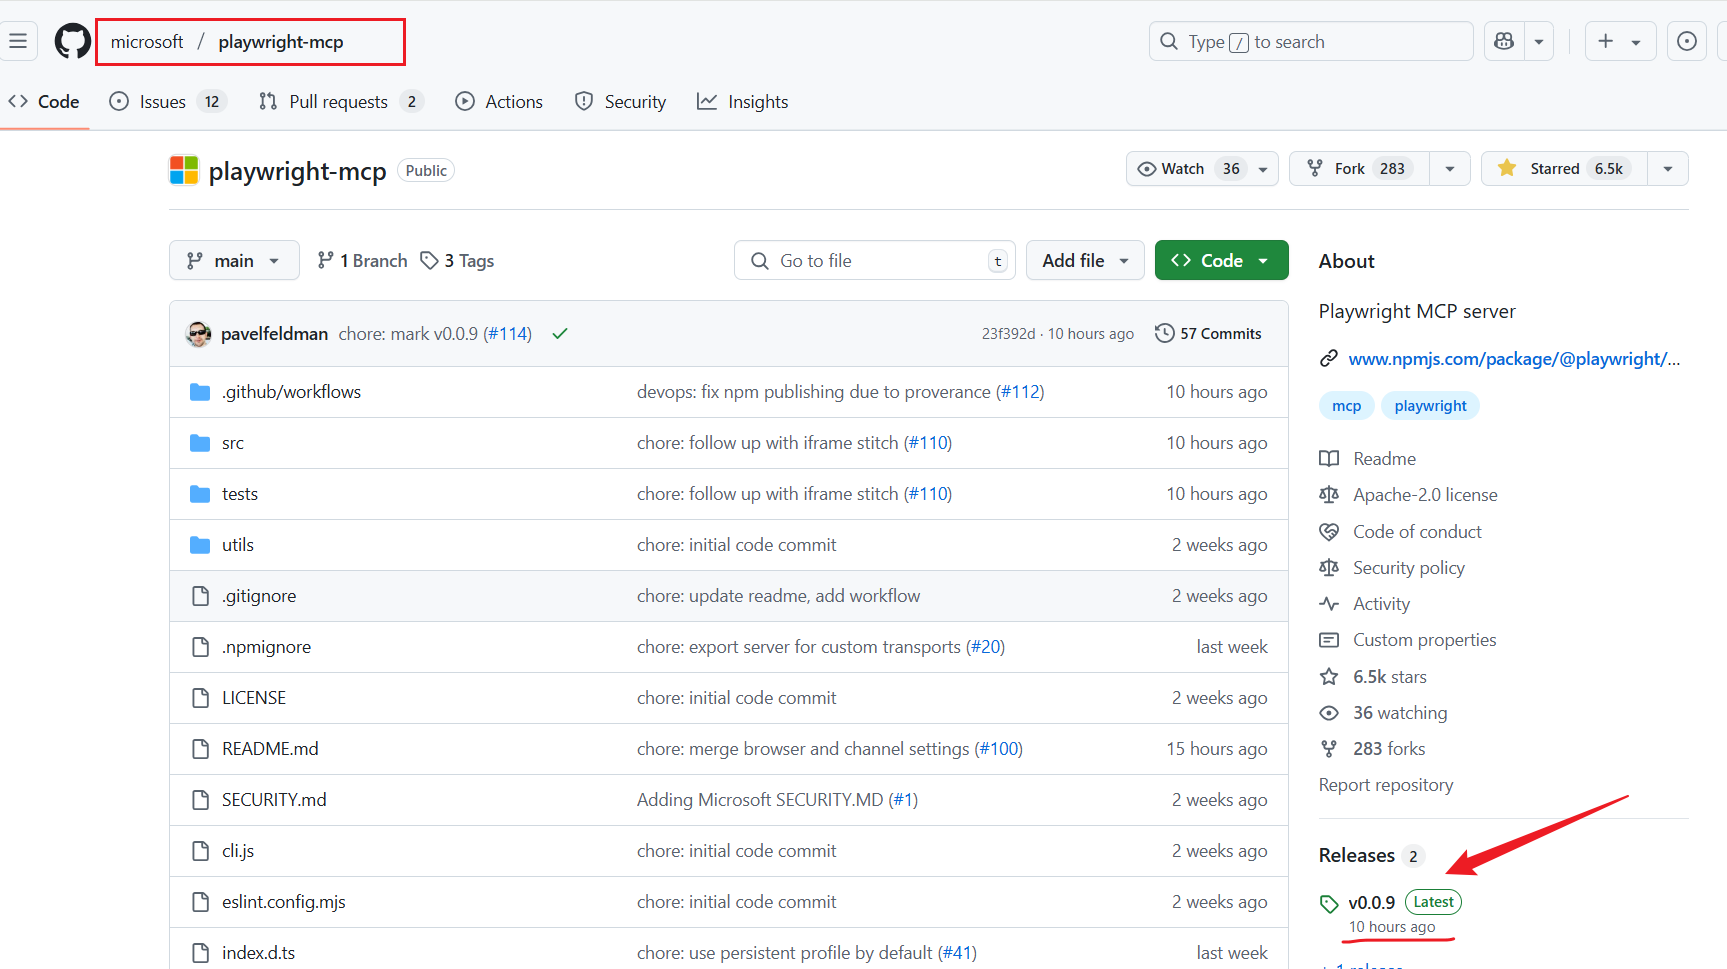 microsoft / playwright-mcp
Type / to search
Code
Issues 12
Pull requests 2
Actions
Security
Insights
playwright-mcp Public
Watch 36
Fork 283
Starred 6.5k
main
1 Branch
3 Tags
Go to file t
Add file
Code
pavelfeldman chore: mark v0.0.9 (#114) 23f392d · 10 hours ago 57 Commits
.github/workflows devops: fix npm publishing due to proverance (#112) 10 hours ago
src chore: follow up with iframe stitch (#110) 10 hours ago
tests chore: follow up with iframe stitch (#110) 10 hours ago
utils chore: initial code commit 2 weeks ago
.gitignore chore: update readme, add workflow 2 weeks ago
.npmignore chore: export server for custom transports (#20) last week
LICENSE chore: initial code commit 2 weeks ago
README.md chore: merge browser and channel settings (#100) 15 hours ago
SECURITY.md Adding Microsoft SECURITY.MD (#1) 2 weeks ago
cli.js chore: initial code commit 2 weeks ago
eslint.config.mjs chore: initial code commit 2 weeks ago
index.d.ts chore: use persistent profile by default (#41) last week
About
Playwright MCP server
www.npmjs.com/package/@playwright/...
mcp playwright
Readme
Apache-2.0 license
Code of conduct
Security policy
Activity
Custom properties
6.5k stars
36 watching
283 forks
Report repository
Releases 2
v0.0.9 Latest
10 hours ago
+ 1 release